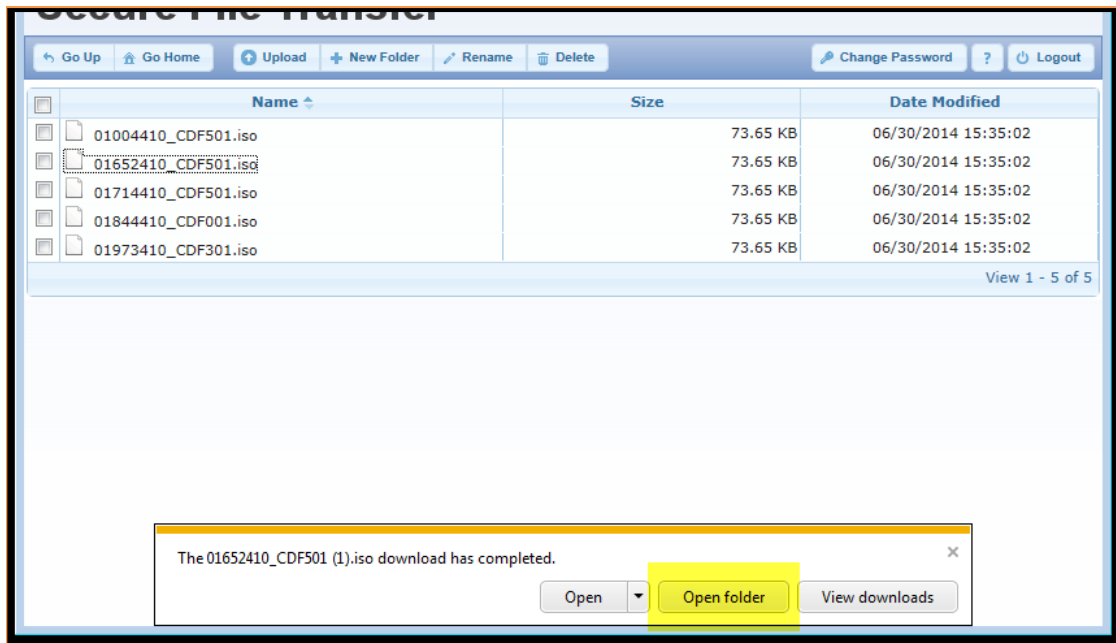 Secure File Transfer
Go Up Go Home Upload New Folder Rename Delete Change Password ? Logout
Name Size Date Modified
01004410_CDF501.iso 73.65 KB 06/30/2014 15:35:02
01652410_CDF501.iso 73.65 KB 06/30/2014 15:35:02
01714410_CDF501.iso 73.65 KB 06/30/2014 15:35:02
01844410_CDF001.iso 73.65 KB 06/30/2014 15:35:02
01973410_CDF301.iso 73.65 KB 06/30/2014 15:35:02
View 1 - 5 of 5
The 01652410_CDF501 (1).iso download has completed.
Open Open folder View downloads